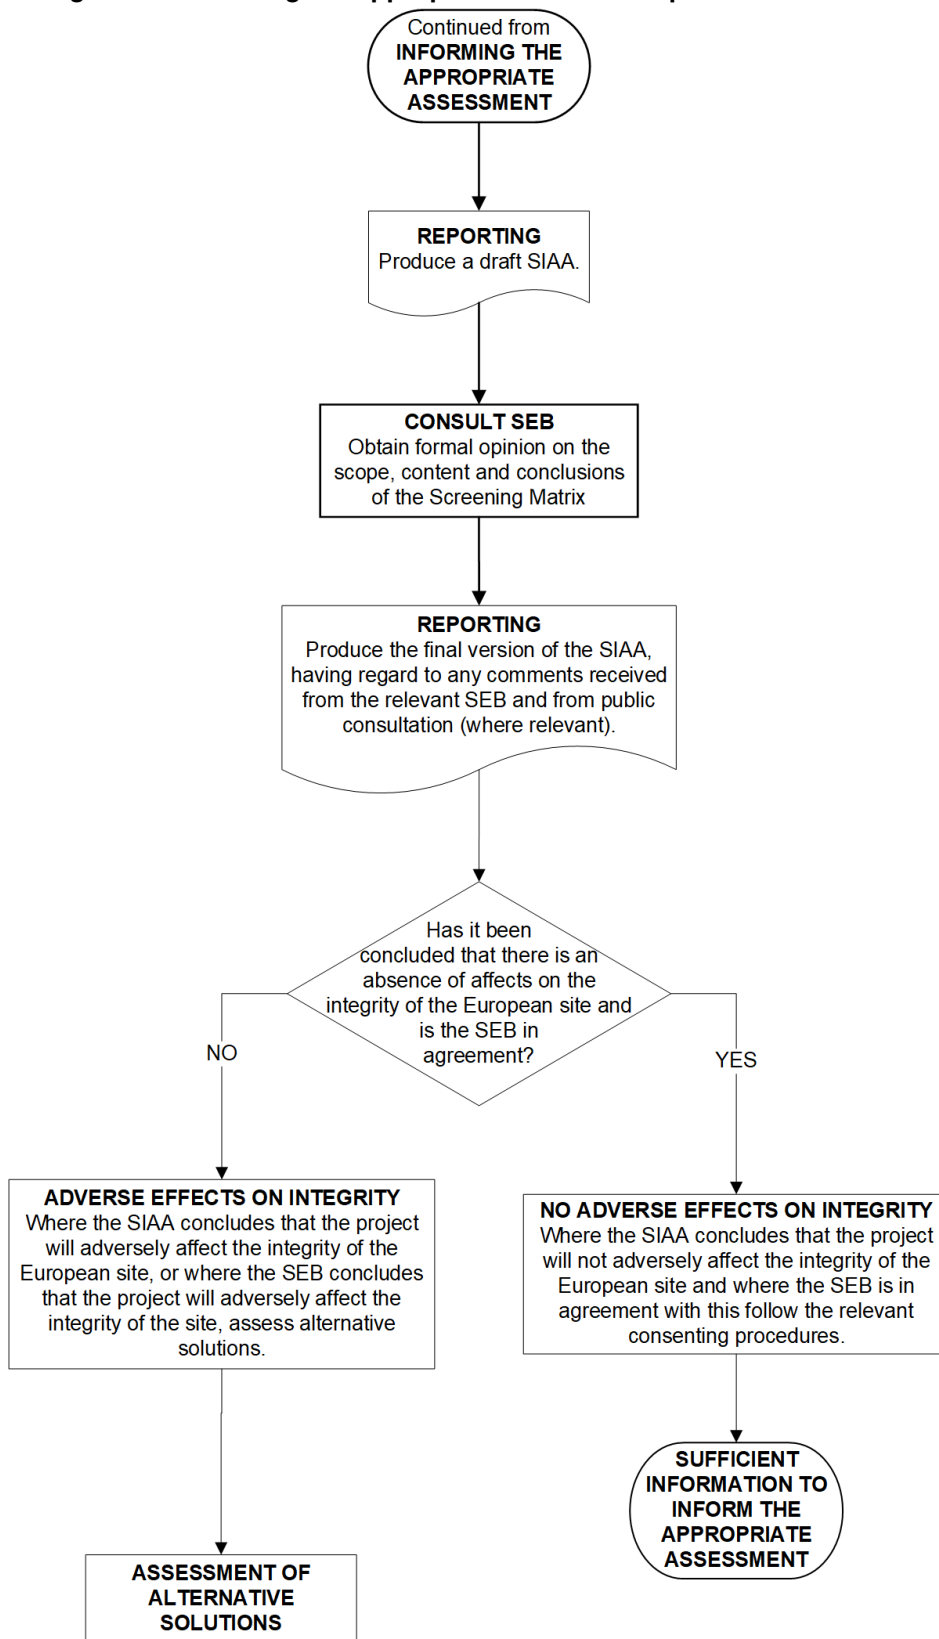 Continued from
INFORMING THE
APPROPRIATE
ASSESSMENT
REPORTING
Produce a draft SIAA.
CONSULT SEB
Obtain formal opinion on the
scope, content and conclusions
of the Screening Matrix
REPORTING
Produce the final version of the SIAA,
having regard to any comments received
from the relevant SEB and from public
consultation (where relevant).
Has it been
concluded that there is an
absence of affects on the
integrity of the European site and
is the SEB in
agreement?
NO
YES
ADVERSE EFFECTS ON INTEGRITY
Where the SIAA concludes that the project
will adversely affect the integrity of the
European site, or where the SEB concludes
that the project will adversely affect the
integrity of the site, assess alternative
solutions.
NO ADVERSE EFFECTS ON INTEGRITY
Where the SIAA concludes that the project
will not adversely affect the integrity of the
European site and where the SEB is in
agreement with this follow the relevant
consenting procedures.
SUFFICIENT
INFORMATION TO
INFORM THE
APPROPRIATE
ASSESSMENT
ASSESSMENT OF
ALTERNATIVE
SOLUTIONS